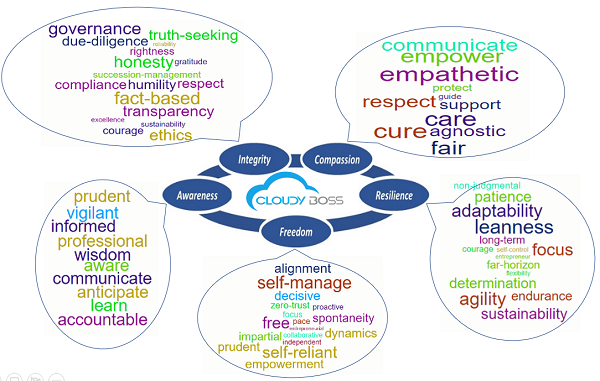 governance
due-diligence truth-seeking
reliability
rightness
honesty gratitude
succession-management
compliance humility respect
fact-based
transparency
excellence sustainability
courage ethics
communicate
empower
empathetic
protect
respect guide support
care
cure agnostic
fair
Integrity Compassion
Awareness CLOUDY BOSS Resilience
Freedom
prudent
vigilant
informed
professional
wisdom
aware
communicate
anticipate
learn
accountable
alignment
self-manage
decisive
zero-trust proactive
focus
free pace spontaneity
entrepreneurial
impartial collaborative dynamics
independent
prudent self-reliant
empowerment
non-judgmental
patience
adaptability
leanness
long-term
courage self-control focus
entrepreneur
far-horizon
flexibility
determination
agility endurance
sustainability